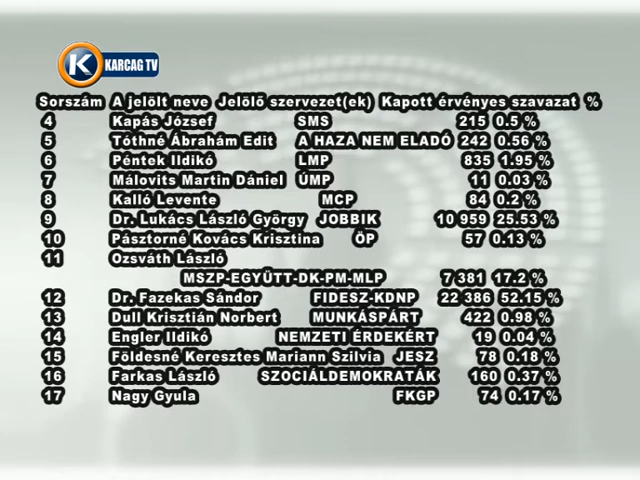 K KARCAG TV
Sorszám A jelölt neve Jelölő szervezet(ek) Kapott érvényes szavazat %
4 Kapás József SMS 215 0.5 %
5 Tóthné Ábrahám Edit A HAZA NEM ELADÓ 242 0.56 %
6 Péntek Ildikó LMP 835 1.95 %
7 Málovits Martin Dániel ÚMP 11 0.03 %
8 Kalló Levente MCP 84 0.2 %
9 Dr. Lukács László György JOBBIK 10 959 25.53 %
10 Pásztorné Kovács Krisztina ÖP 57 0.13 %
11 Ozsváth László
MSZP-EGYÜTT-DK-PM-MLP 7 381 17.2 %
12 Dr. Fazekas Sándor FIDESZ-KDNP 22 386 52.15 %
13 Dull Krisztián Norbert MUNKÁSPÁRT 422 0.98 %
14 Engler Ildikó NEMZETI ÉRDEKÉRT 19 0.04 %
15 Földesné Keresztes Mariann Szilvia JESZ 78 0.18 %
16 Farkas László SZOCIÁLDEMOKRATÁK 160 0.37 %
17 Nagy Gyula FKGP 74 0.17 %